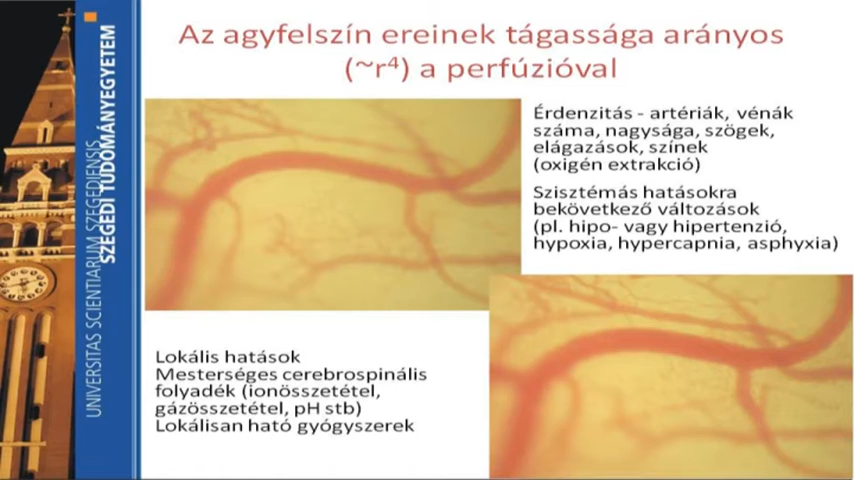 Az agyfelszín ereinek tágassága arányos
(~r⁴) a perfúzióval
Érdenzitás - artériák, vénák
száma, nagysága, szögek,
elágazások, színek
(oxigén extrakció)
Szisztémás hatásokra
bekövetkező változások
(pl. hipo- vagy hipertenzió,
hypoxia, hypercapnia, asphyxia)
Lokális hatások
Mesterséges cerebrospinális
folyadék (ionösszetétel,
gázösszetétel, pH stb)
Lokálisan ható gyógyszerek
UNIVERSITAS SCIENTIARUM SZEGEDIENSIS
SZEGEDI TUDOMÁNYEGYETEM